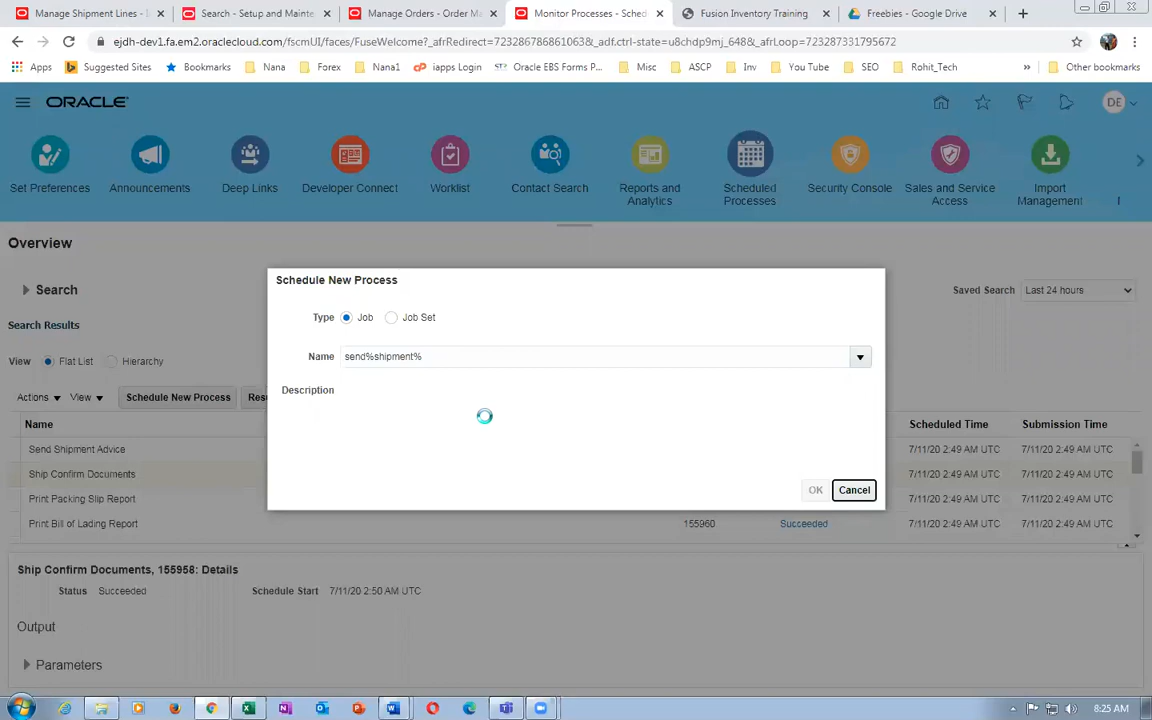 Manage Shipment Lines - I
Search - Setup and Mainte
Manage Orders - Order Ma
Monitor Processes - Sched
Fusion Inventory Training
Freebies - Google Drive
ejdh-dev1.fa.em2.oraclecloud.com/fscmUI/faces/FuseWelcome?_afrRedirect=7232867868610638&_adf.ctrl-state=u8chdp9mj_648&_afrLoop=723287331795672
Apps Suggested Sites Bookmarks Nana Forex Nana1 iapps Login Oracle EBS Forms P... Misc ASCP Inv You Tube SEO Rohit_Tech » Other bookmarks
ORACLE DE
Set Preferences
Announcements
Deep Links
Developer Connect
Worklist
Contact Search
Reports and Analytics
Scheduled Processes
Security Console
Sales and Service Access
Import Management
Overview
Search
Saved Search Last 24 hours
Search Results
View Flat List Hierarchy
Actions View Schedule New Process Res
Name Scheduled Time Submission Time
Send Shipment Advice 7/11/20 2:49 AM UTC 7/11/20 2:49 AM UTC
Ship Confirm Documents 7/11/20 2:49 AM UTC 7/11/20 2:49 AM UTC
Print Packing Slip Report 7/11/20 2:49 AM UTC 7/11/20 2:49 AM UTC
Print Bill of Lading Report 155960 Succeeded 7/11/20 2:49 AM UTC 7/11/20 2:49 AM UTC
Schedule New Process
Type Job Job Set
Name send%shipment%
Description
OK Cancel
Ship Confirm Documents, 155958: Details
Status Succeeded Schedule Start 7/11/20 2:50 AM UTC
Output
Parameters
8:25 AM